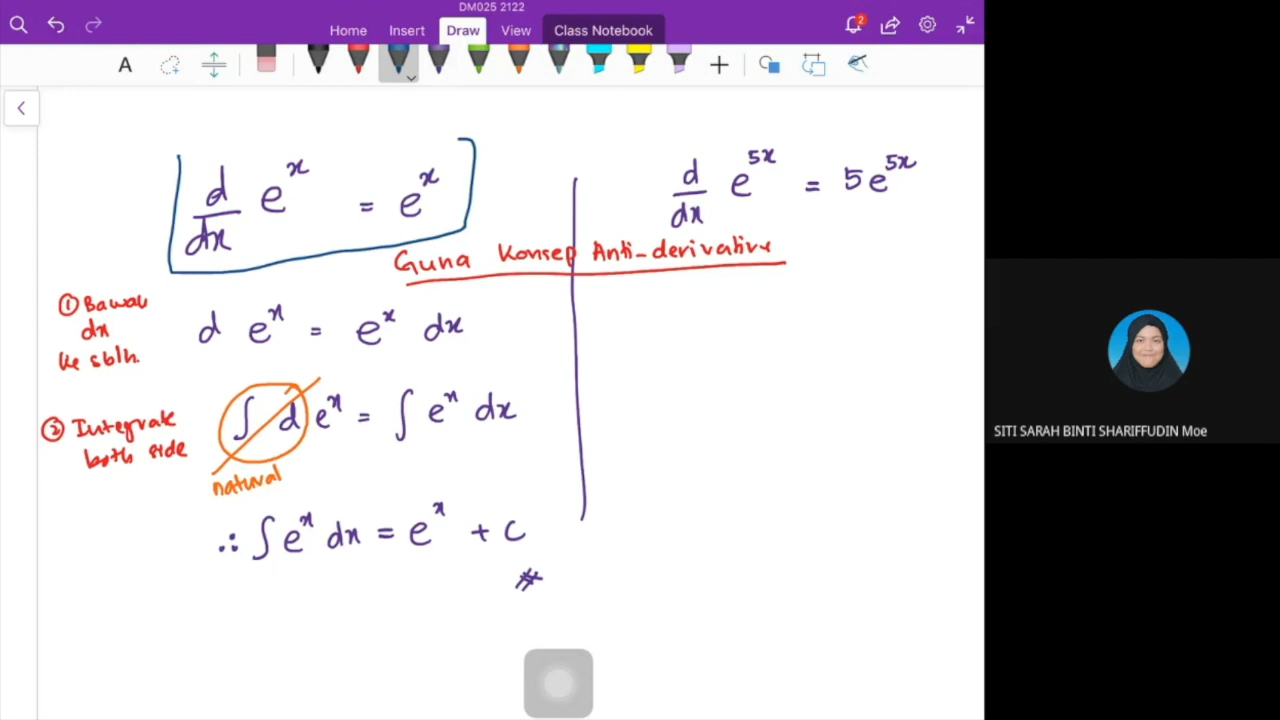 DM025 2122
Home Insert Draw View Class Notebook
2
A
d/dx e^x = e^x
d/dx e^5x = 5e^5x
Guna Konsep Anti-derivative
① Bawa
dx
ke sblh.
d e^x = e^x dx
② Integrate
both side
∫ d e^x = ∫ e^x dx
natural
∴ ∫ e^x dx = e^x + c
#
SITI SARAH BINTI SHARIFFUDIN Moe